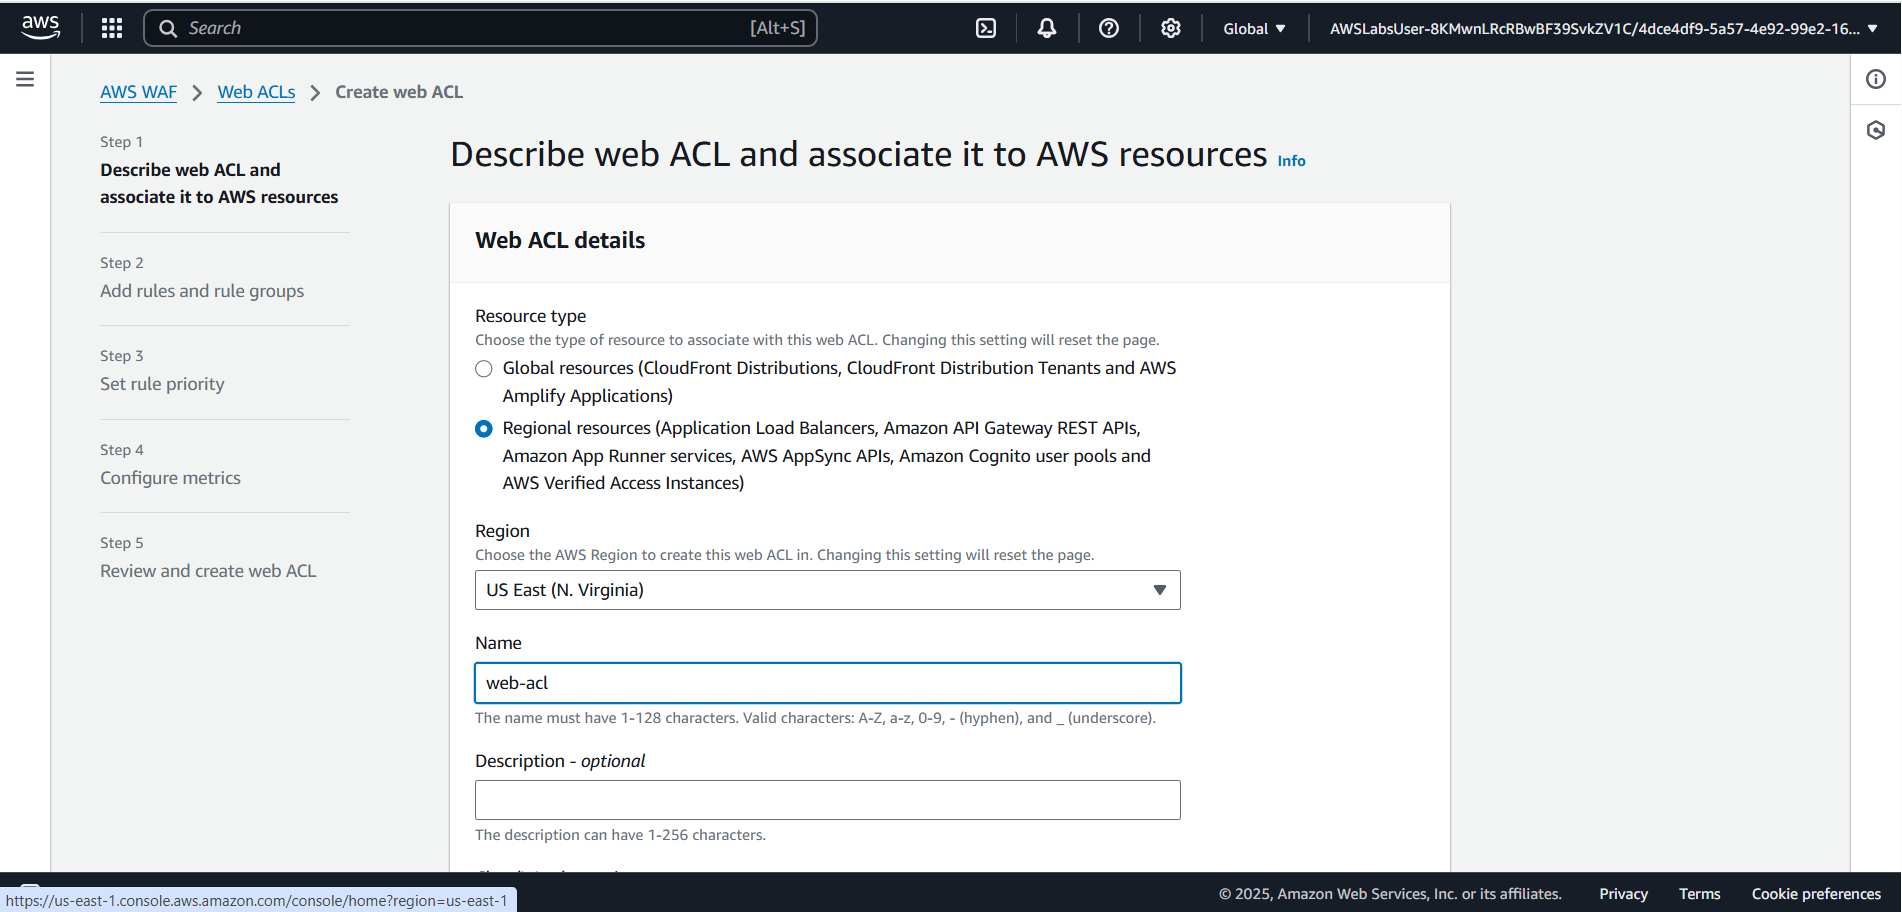 aws
Search [Alt+S]
Global
AWSLabsUser-8KMwnLRcRBwBF39SvkZV1C/4dce4df9-5a57-4e92-99e2-16...
AWS WAF > Web ACLs > Create web ACL
Step 1
Describe web ACL and
associate it to AWS resources
Step 2
Add rules and rule groups
Step 3
Set rule priority
Step 4
Configure metrics
Step 5
Review and create web ACL
Describe web ACL and associate it to AWS resources Info
Web ACL details
Resource type
Choose the type of resource to associate with this web ACL. Changing this setting will reset the page.
Global resources (CloudFront Distributions, CloudFront Distribution Tenants and AWS
Amplify Applications)
Regional resources (Application Load Balancers, Amazon API Gateway REST APIs,
Amazon App Runner services, AWS AppSync APIs, Amazon Cognito user pools and
AWS Verified Access Instances)
Region
Choose the AWS Region to create this web ACL in. Changing this setting will reset the page.
US East (N. Virginia)
Name
web-acl
The name must have 1-128 characters. Valid characters: A-Z, a-z, 0-9, - (hyphen), and _ (underscore).
Description - optional
The description can have 1-256 characters.
https://us-east-1.console.aws.amazon.com/console/home?region=us-east-1
© 2025, Amazon Web Services, Inc. or its affiliates.
Privacy
Terms
Cookie preferences